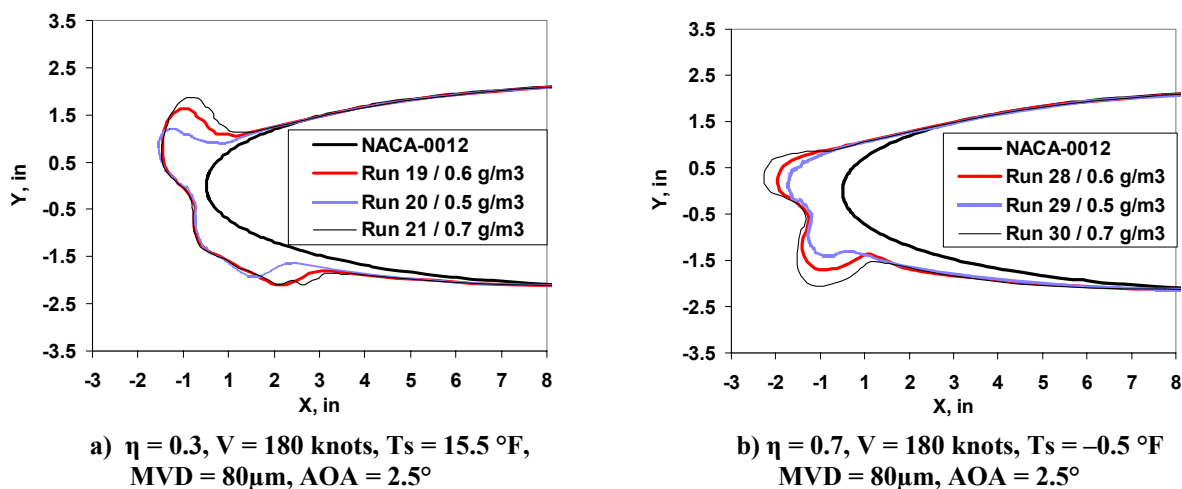 3.5
2.5
1.5
0.5
-0.5
-1.5
-2.5
-3.5
Y, in
-3 -2 -1 0 1 2 3 4 5 6 7 8
X, in
NACA-0012
Run 19 / 0.6 g/m3
Run 20 / 0.5 g/m3
Run 21 / 0.7 g/m3
a) η = 0.3, V = 180 knots, Ts = 15.5 °F,
MVD = 80µm, AOA = 2.5°
3.5
2.5
1.5
0.5
-0.5
-1.5
-2.5
-3.5
Y, in
-3 -2 -1 0 1 2 3 4 5 6 7 8
X, in
NACA-0012
Run 28 / 0.6 g/m3
Run 29 / 0.5 g/m3
Run 30 / 0.7 g/m3
b) η = 0.7, V = 180 knots, Ts = –0.5 °F
MVD = 80µm, AOA = 2.5°